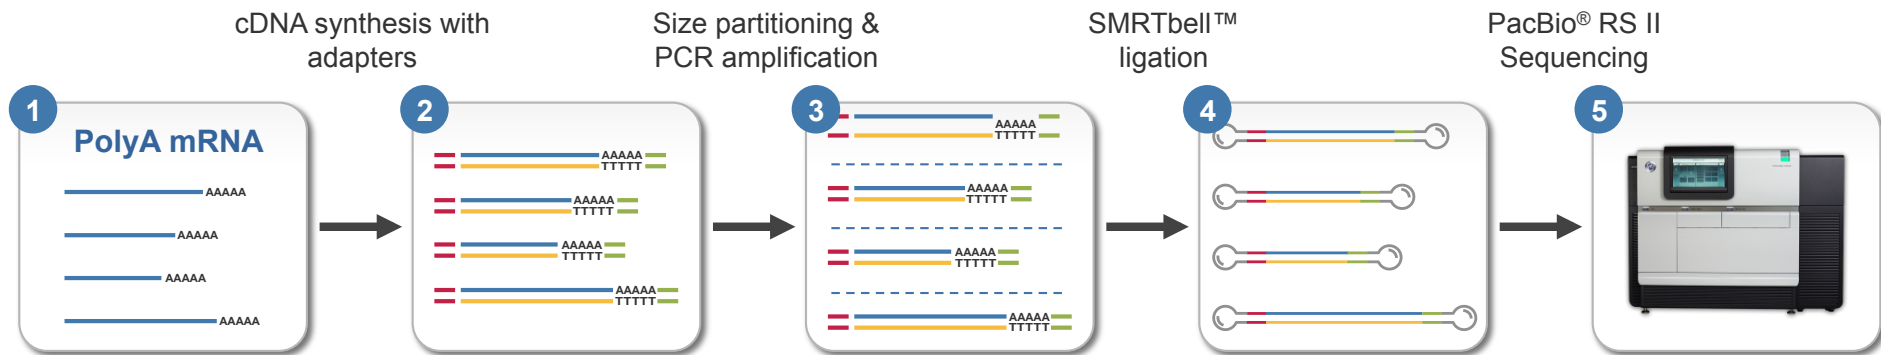 cDNA synthesis with
adapters
Size partitioning &
PCR amplification
SMRTbell™
ligation
PacBio® RS II
Sequencing
1
PolyA mRNA
AAAAA
AAAAA
AAAAA
AAAAA
2
AAAAA
TTTTT
AAAAA
TTTTT
AAAAA
TTTTT
AAAAA
TTTTT
3
AAAAA
TTTTT
AAAAA
TTTTT
AAAAA
TTTTT
AAAAA
TTTTT
4
5